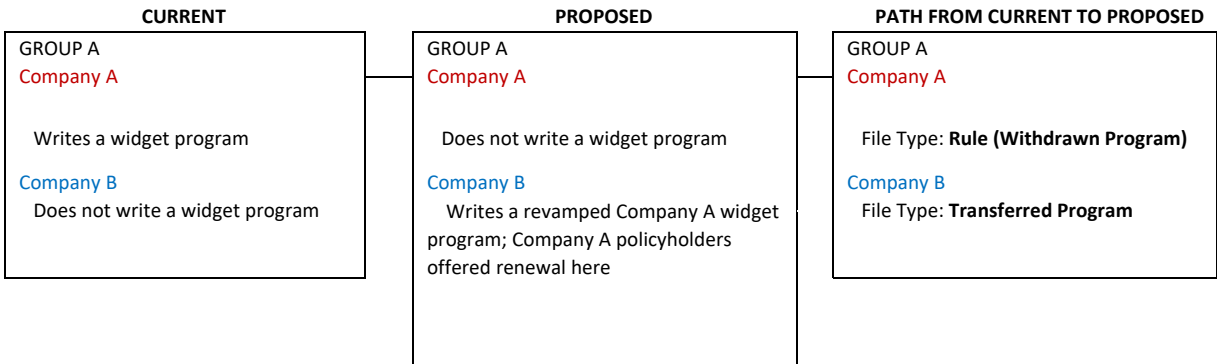 CURRENT
GROUP A
Company A
Writes a widget program
Company B
Does not write a widget program
PROPOSED
GROUP A
Company A
Does not write a widget program
Company B
Writes a revamped Company A widget
program; Company A policyholders
offered renewal here
PATH FROM CURRENT TO PROPOSED
GROUP A
Company A
File Type: Rule (Withdrawn Program)
Company B
File Type: Transferred Program